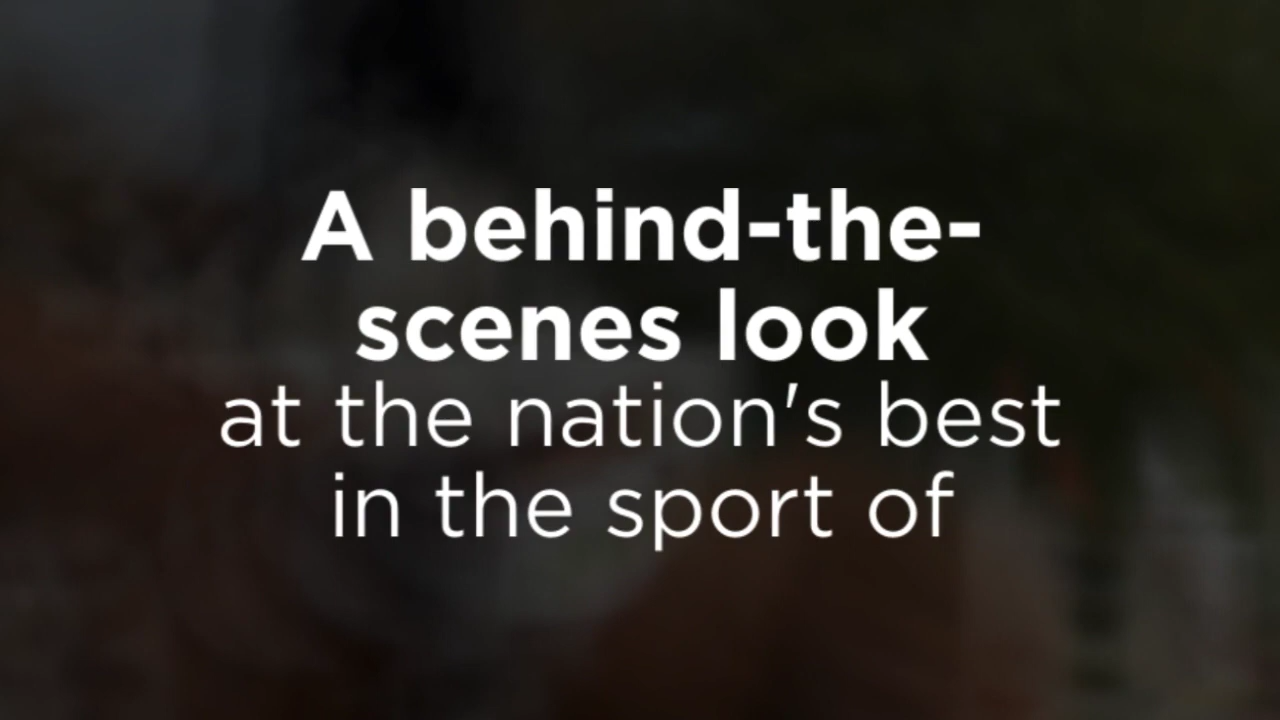 A behind-the-
scenes look
at the nation's best
in the sport of